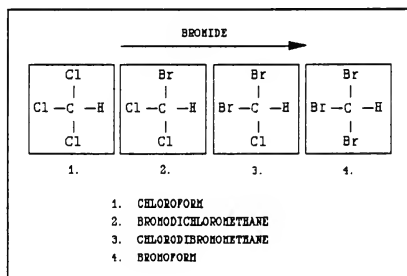 BROMIDE
Cl Br Br Br
| | | |
Cl —C —H Cl —C —H Br —C —H Br —C —H
| | | |
Cl Cl Cl Br
1. 2. 3. 4.
1. CHLOROFORM
2. BROMODICHLOROMETHANE
3. CHLORODIBROMOMETHANE
4. BROMOFORM